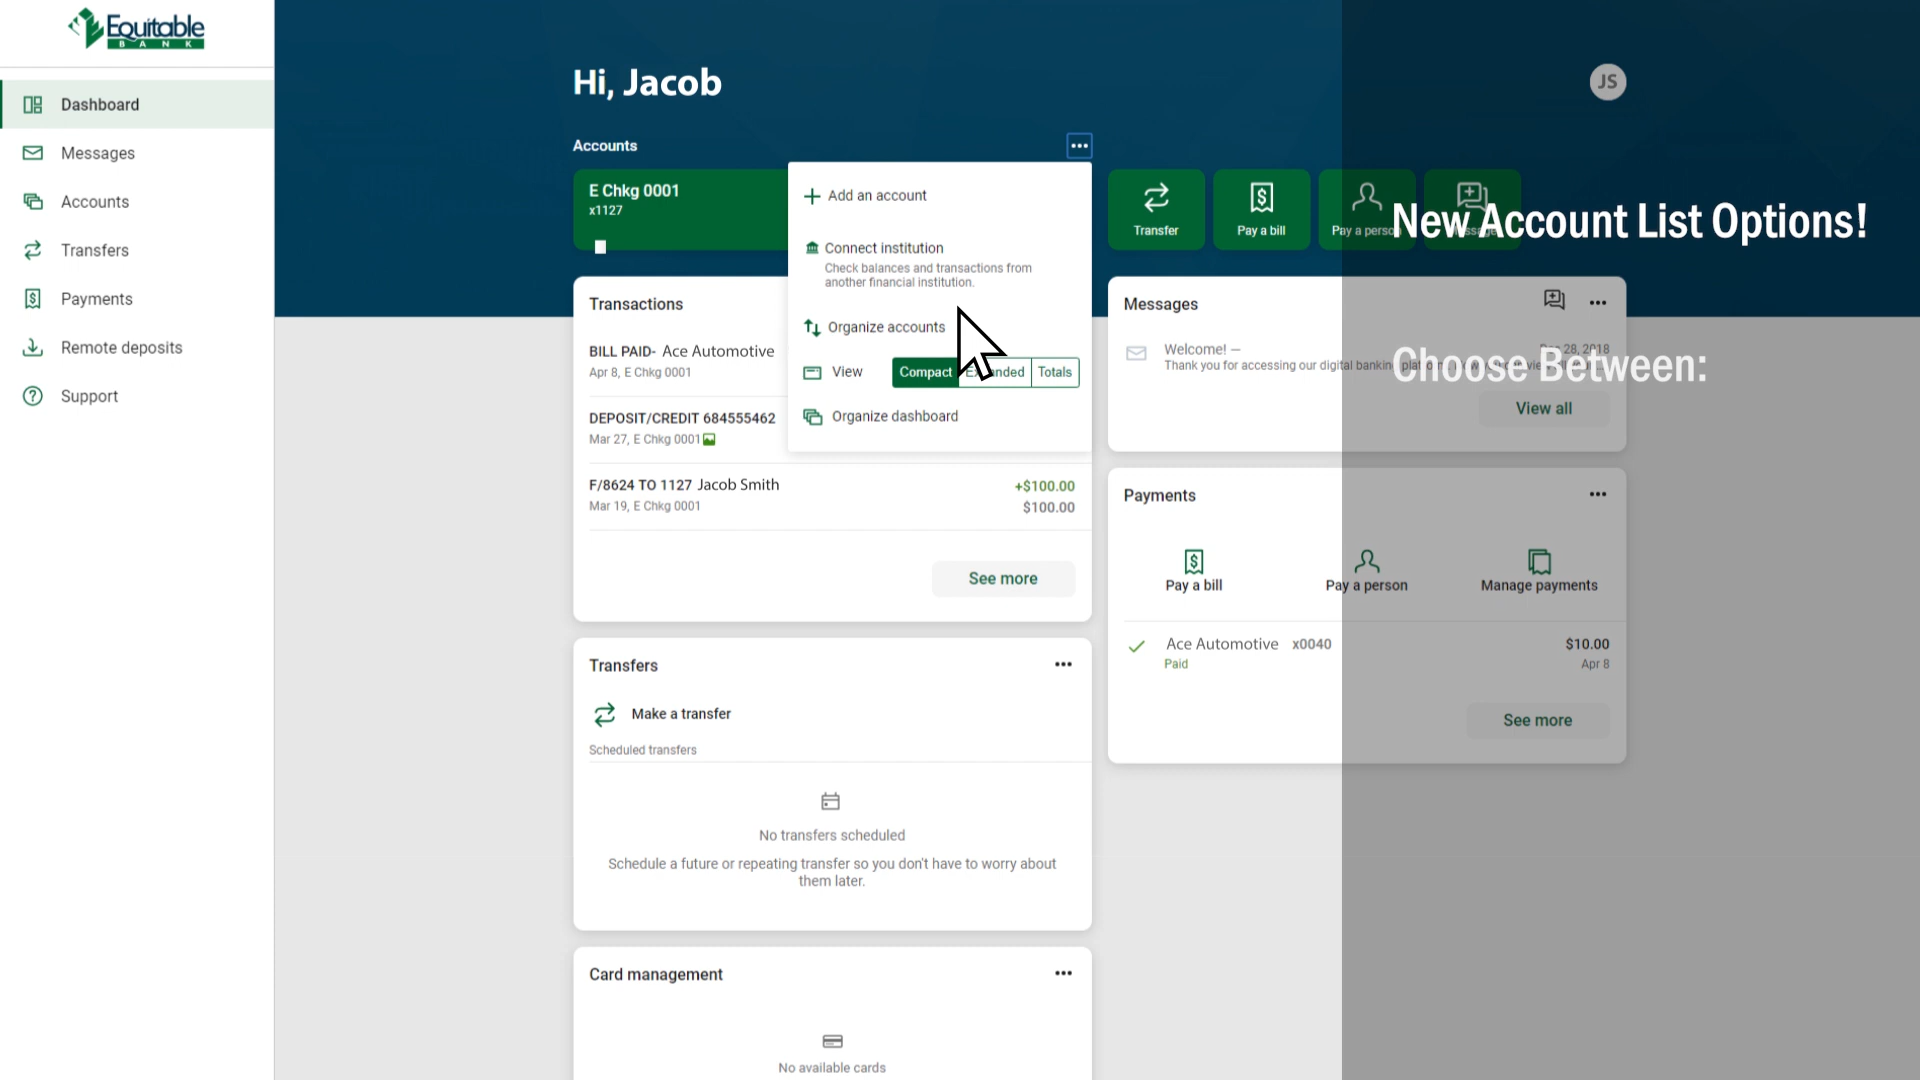 Equitable
BANK
Dashboard
Messages
Accounts
Transfers
Payments
Remote deposits
Support
Hi, Jacob
JS
Accounts
E Chkg 0001
x1127
Add an account
Connect institution
Check balances and transactions from
another financial institution.
Organize accounts
View
Compact
Totals
Organize dashboard
Transfer
Pay a bill
Pay a person
New Account List Options!
Choose Between:
Transactions
BILL PAID- Ace Automotive
Apr 8, E Chkg 0001
DEPOSIT/CREDIT 684555462
Mar 27, E Chkg 0001
F/8624 TO 1127 Jacob Smith
+$100.00
Mar 19, E Chkg 0001
$100.00
See more
Transfers
Make a transfer
Scheduled transfers
No transfers scheduled
Schedule a future or repeating transfer so you don't have to worry about
them later.
Card management
No available cards
Messages
Welcome! —
28, 2018
Thank you for accessing our digital banking
View all
Payments
Pay a bill
Pay a person
Manage payments
Ace Automotive x0040
$10.00
Paid
Apr 8
See more